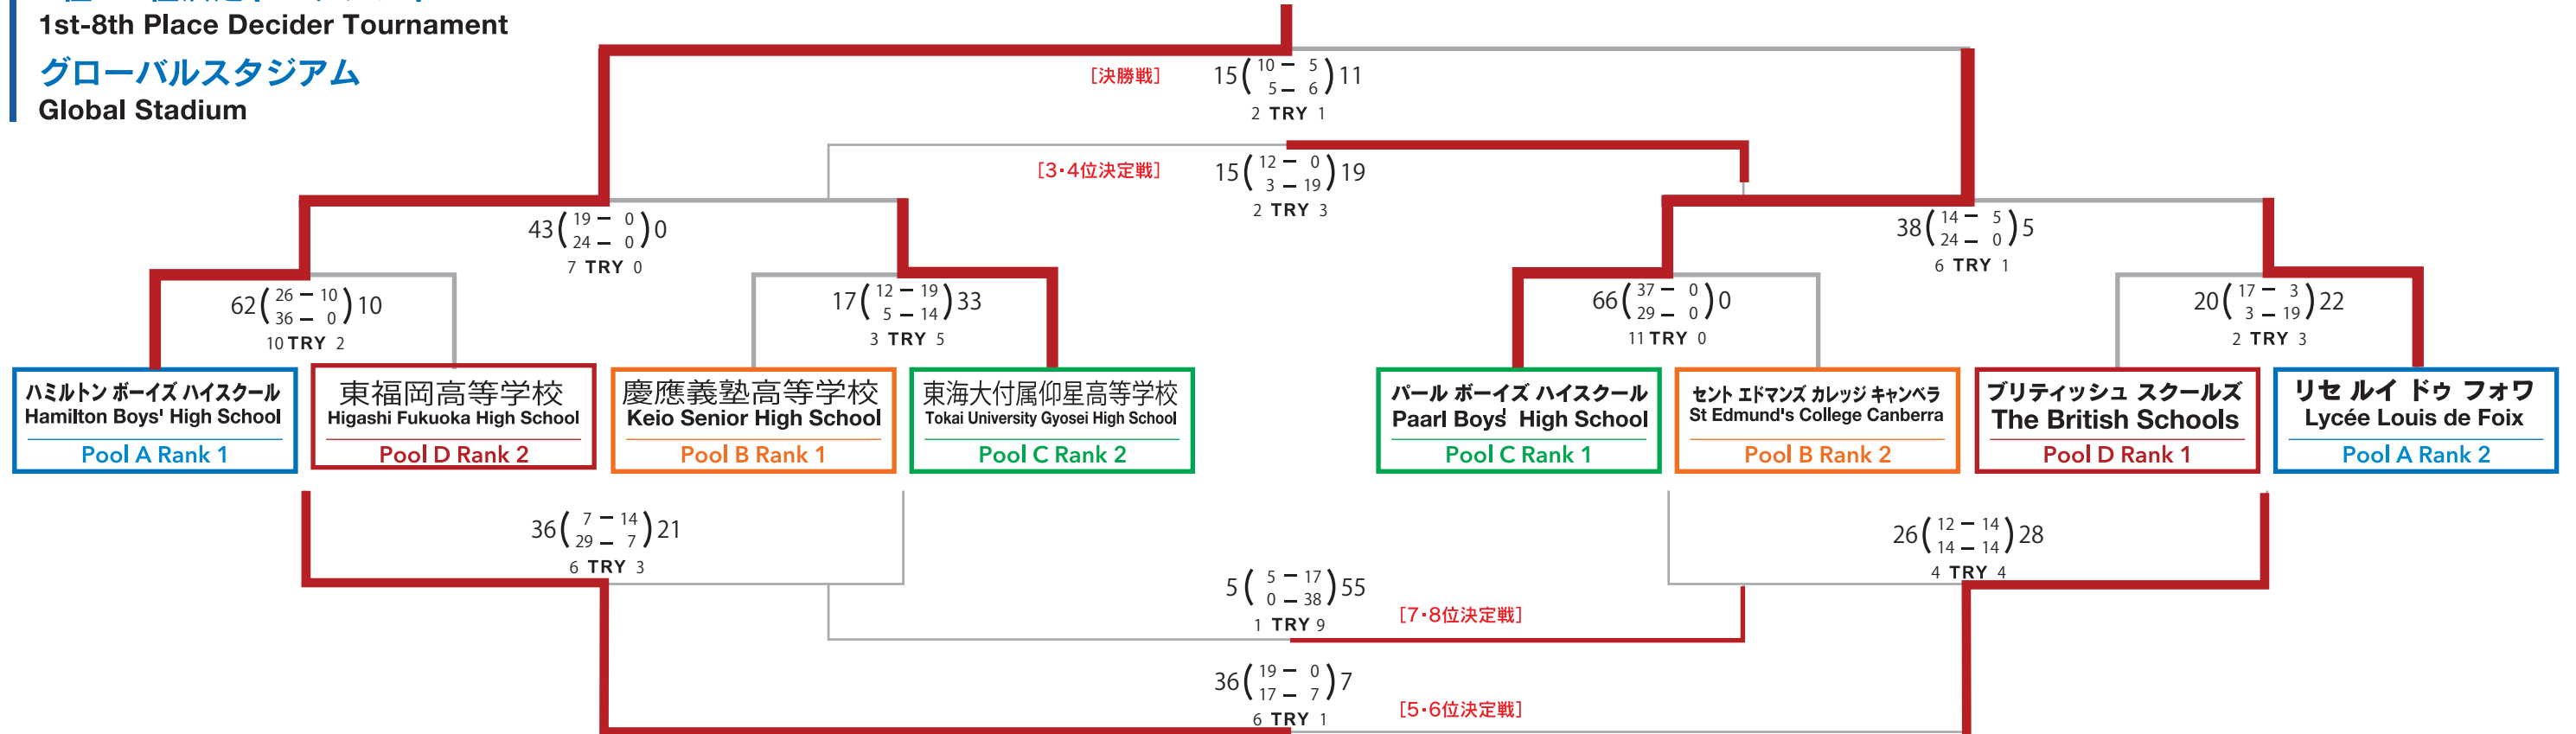 1st-8th Place Decider Tournament
グローバルスタジアム
Global Stadium
[決勝戦]
15(10 – 5)11
5 – 6
2 TRY 1
[3・4位決定戦]
15(12 – 0)19
3 – 19
2 TRY 3
43(19 – 0)0
24 – 0
7 TRY 0
38(14 – 5)5
24 – 0
6 TRY 1
62(26 – 10)10
36 – 0
10 TRY 2
17(12 – 19)33
5 – 14
3 TRY 5
66(37 – 0)0
29 – 0
11 TRY 0
20(17 – 3)22
3 – 19
2 TRY 3
ハミルトン ボーイズ ハイスクール
Hamilton Boys' High School
Pool A Rank 1
東福岡高等学校
Higashi Fukuoka High School
Pool D Rank 2
慶應義塾高等学校
Keio Senior High School
Pool B Rank 1
東海大付属仰星高等学校
Tokai University Gyosei High School
Pool C Rank 2
パール ボーイズ ハイスクール
Paarl Boys' High School
Pool C Rank 1
セント エドマンズ カレッジ キャンベラ
St Edmund's College Canberra
Pool B Rank 2
ブリティッシュ スクールズ
The British Schools
Pool D Rank 1
リセ ルイ ドゥ フォワ
Lycée Louis de Foix
Pool A Rank 2
36(7 – 14)21
29 – 7
6 TRY 3
26(12 – 14)28
14 – 14
4 TRY 4
5(5 – 17)55
0 – 38
1 TRY 9
[7・8位決定戦]
36(19 – 0)7
17 – 7
6 TRY 1
[5・6位決定戦]